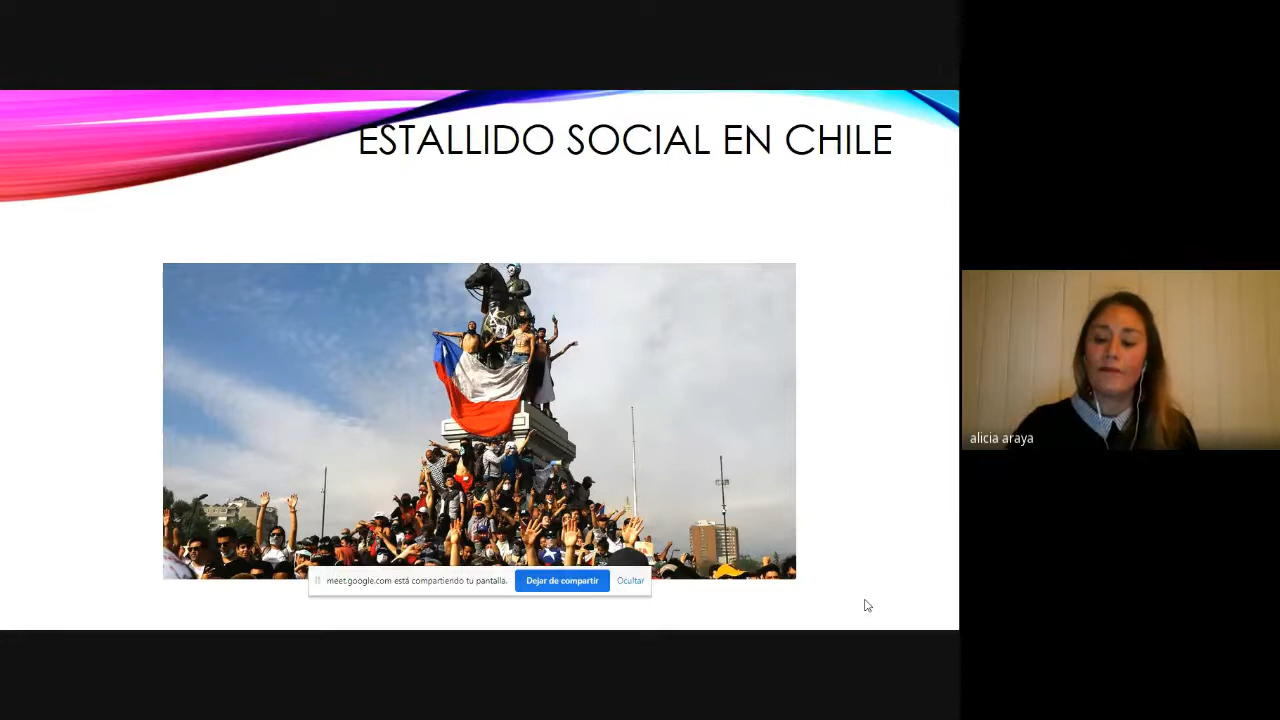 ESTALLIDO SOCIAL EN CHILE
alicia araya
meet.google.com está compartiendo tu pantalla. Dejar de compartir Ocultar